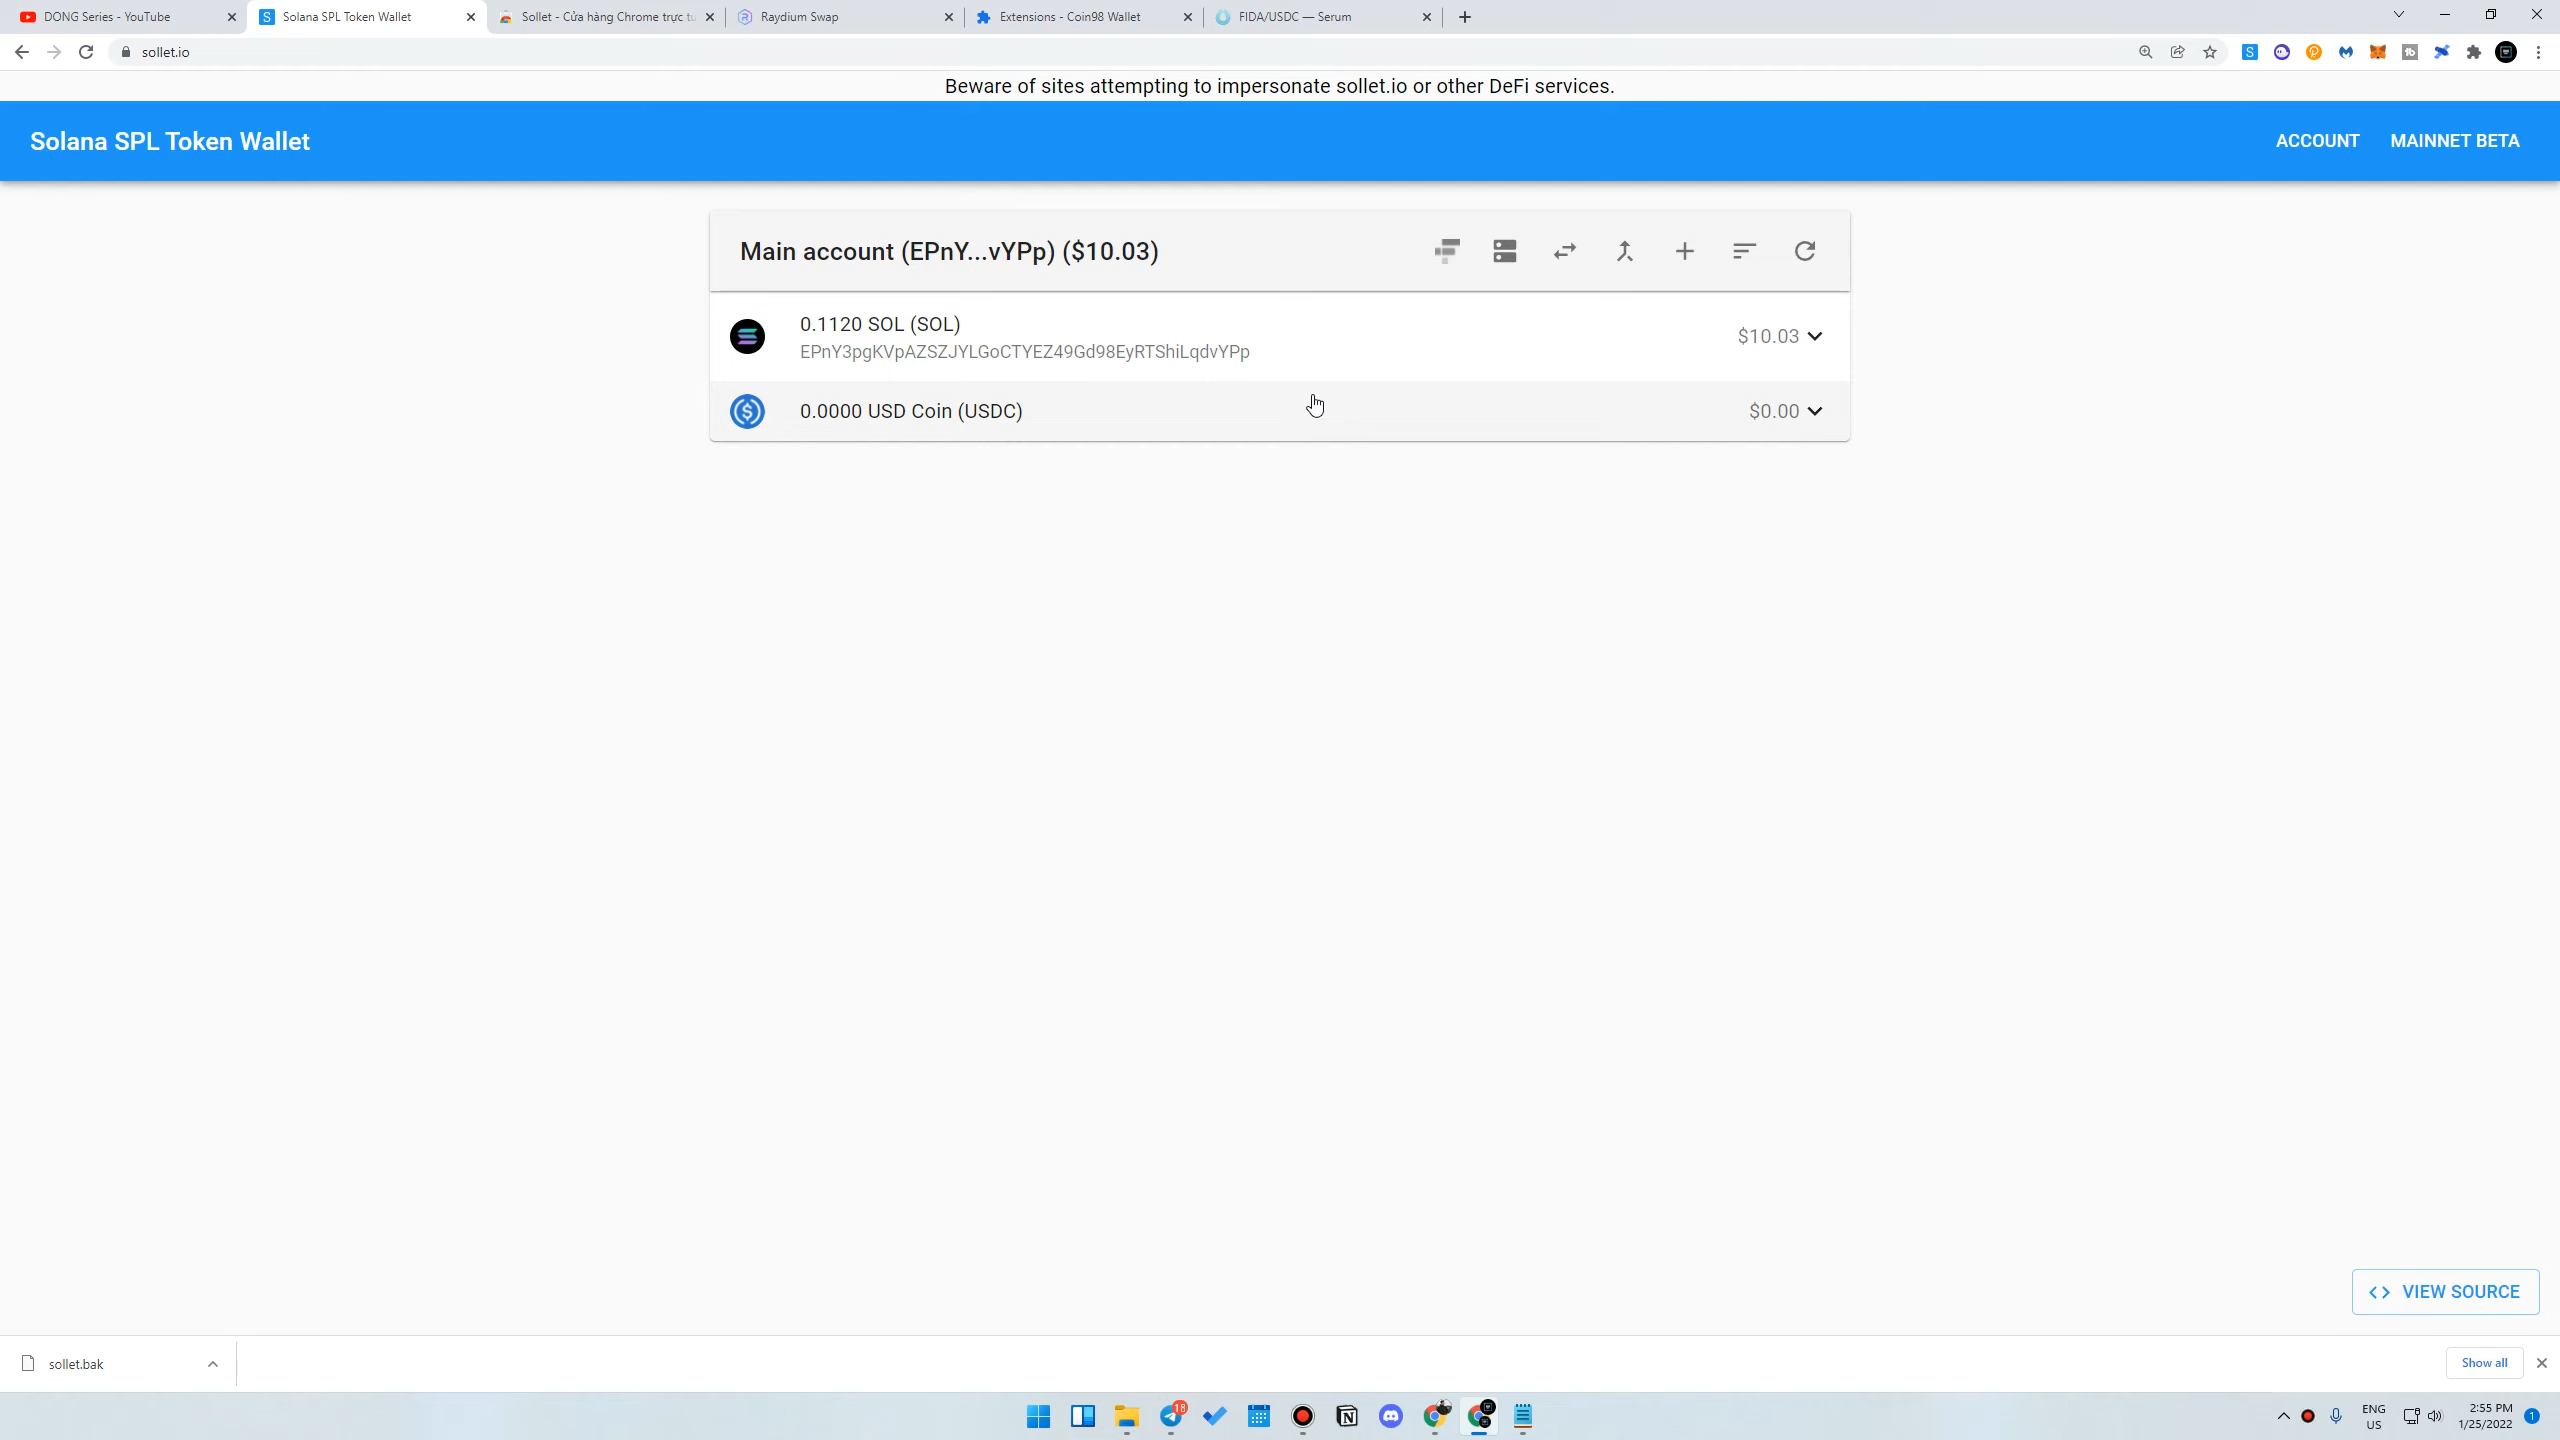 DONG Series - YouTube
Solana SPL Token Wallet
Sollet - Cửa hàng Chrome trực tu
Raydium Swap
Extensions - Coin98 Wallet
FIDA/USDC — Serum
sollet.io
Beware of sites attempting to impersonate sollet.io or other DeFi services.
Solana SPL Token Wallet
ACCOUNT
MAINNET BETA
Main account (EPnY...vYPp) ($10.03)
0.1120 SOL (SOL)
EPnY3pgKVpAZSZJYLGoCTYEZ49Gd98EyRTShiLqdvYPp
$10.03
0.0000 USD Coin (USDC)
$0.00
<> VIEW SOURCE
sollet.bak
Show all
18
ENG
US
2:55 PM
1/25/2022
1